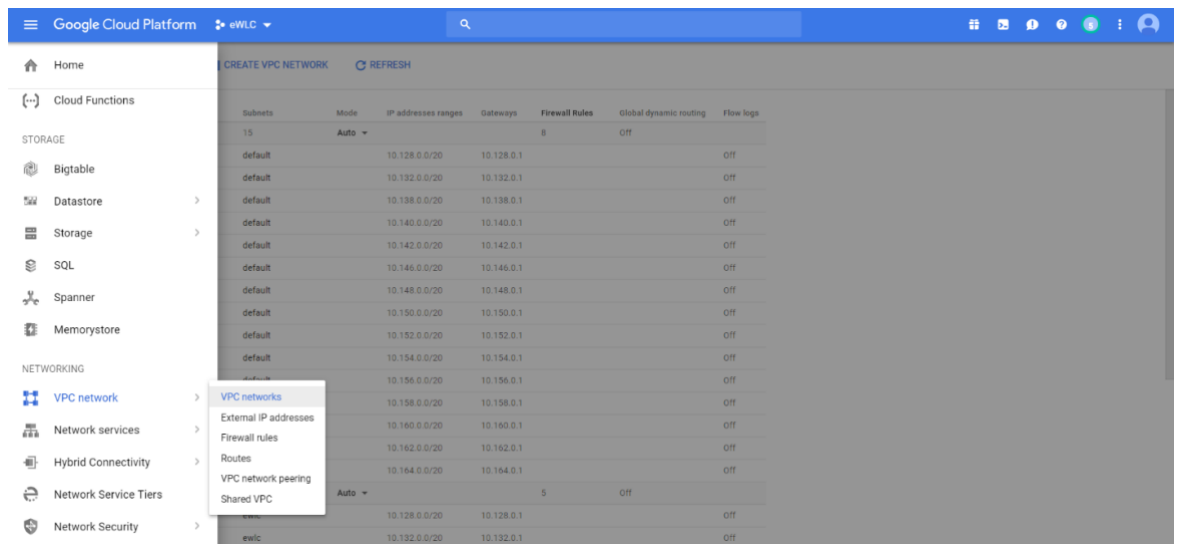 Google Cloud Platform eWLC
Home
CREATE VPC NETWORK REFRESH
Cloud Functions
Subnets Mode IP addresses ranges Gateways Firewall Rules Global dynamic routing Flow logs
15 Auto 8 Off
STORAGE
default 10.128.0.0/20 10.128.0.1 Off
Bigtable
default 10.132.0.0/20 10.132.0.1 Off
Datastore
default 10.138.0.0/20 10.138.0.1 Off
default 10.140.0.0/20 10.140.0.1 Off
Storage
default 10.142.0.0/20 10.142.0.1 Off
SQL
default 10.146.0.0/20 10.146.0.1 Off
default 10.148.0.0/20 10.148.0.1 Off
Spanner
default 10.150.0.0/20 10.150.0.1 Off
Memorystore
default 10.152.0.0/20 10.152.0.1 Off
default 10.154.0.0/20 10.154.0.1 Off
NETWORKING
default 10.156.0.0/20 10.156.0.1 Off
VPC network
VPC networks
10.158.0.0/20 10.158.0.1 Off
External IP addresses
10.160.0.0/20 10.160.0.1 Off
Network services
Firewall rules
10.162.0.0/20 10.162.0.1 Off
Routes
Hybrid Connectivity
10.164.0.0/20 10.164.0.1 Off
VPC network peering
Network Service Tiers
Shared VPC
Auto 5 Off
ewlc 10.128.0.0/20 10.128.0.1 Off
Network Security
ewlc 10.132.0.0/20 10.132.0.1 Off